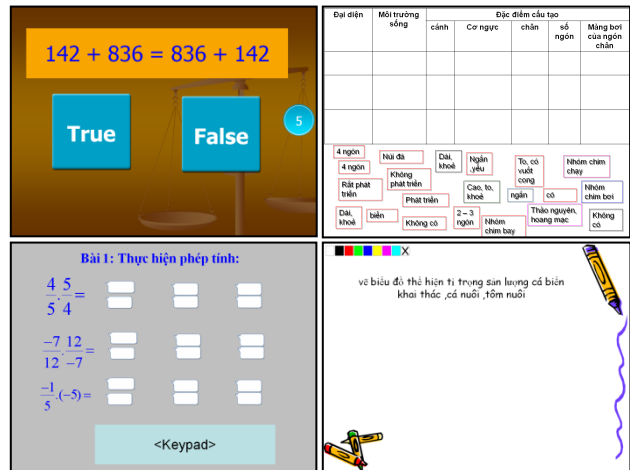 142 + 836 = 836 + 142
True
False
5
Đại diện
Môi trường sống
Đặc điểm cấu tạo
cánh
Cơ ngực
chân
số ngón
Màng bơi của ngón chân
4 ngón
4 ngón
Núi đá
Dài, khoẻ
Ngắn ,yếu
To, có vuốt cong
Nhóm chim chạy
Rất phát triển
Không phát triển
Phát triển
Cao, to, khoẻ
ngắn
có
Nhóm chim bơi
Dài, khoẻ
biển
Không có
2 – 3 ngón
Nhóm chim bay
Thảo nguyên, hoang mạc
Không có
Bài 1: Thực hiện phép tính:
4/5 . 5/4 =
-7/12 . 12/-7 =
-1/5 .(-5) =
<Keypad>
X
vẽ biểu đồ thể hiện tỉ trọng sản lượng cá biển
khai thác ,cá nuôi ,tôm nuôi